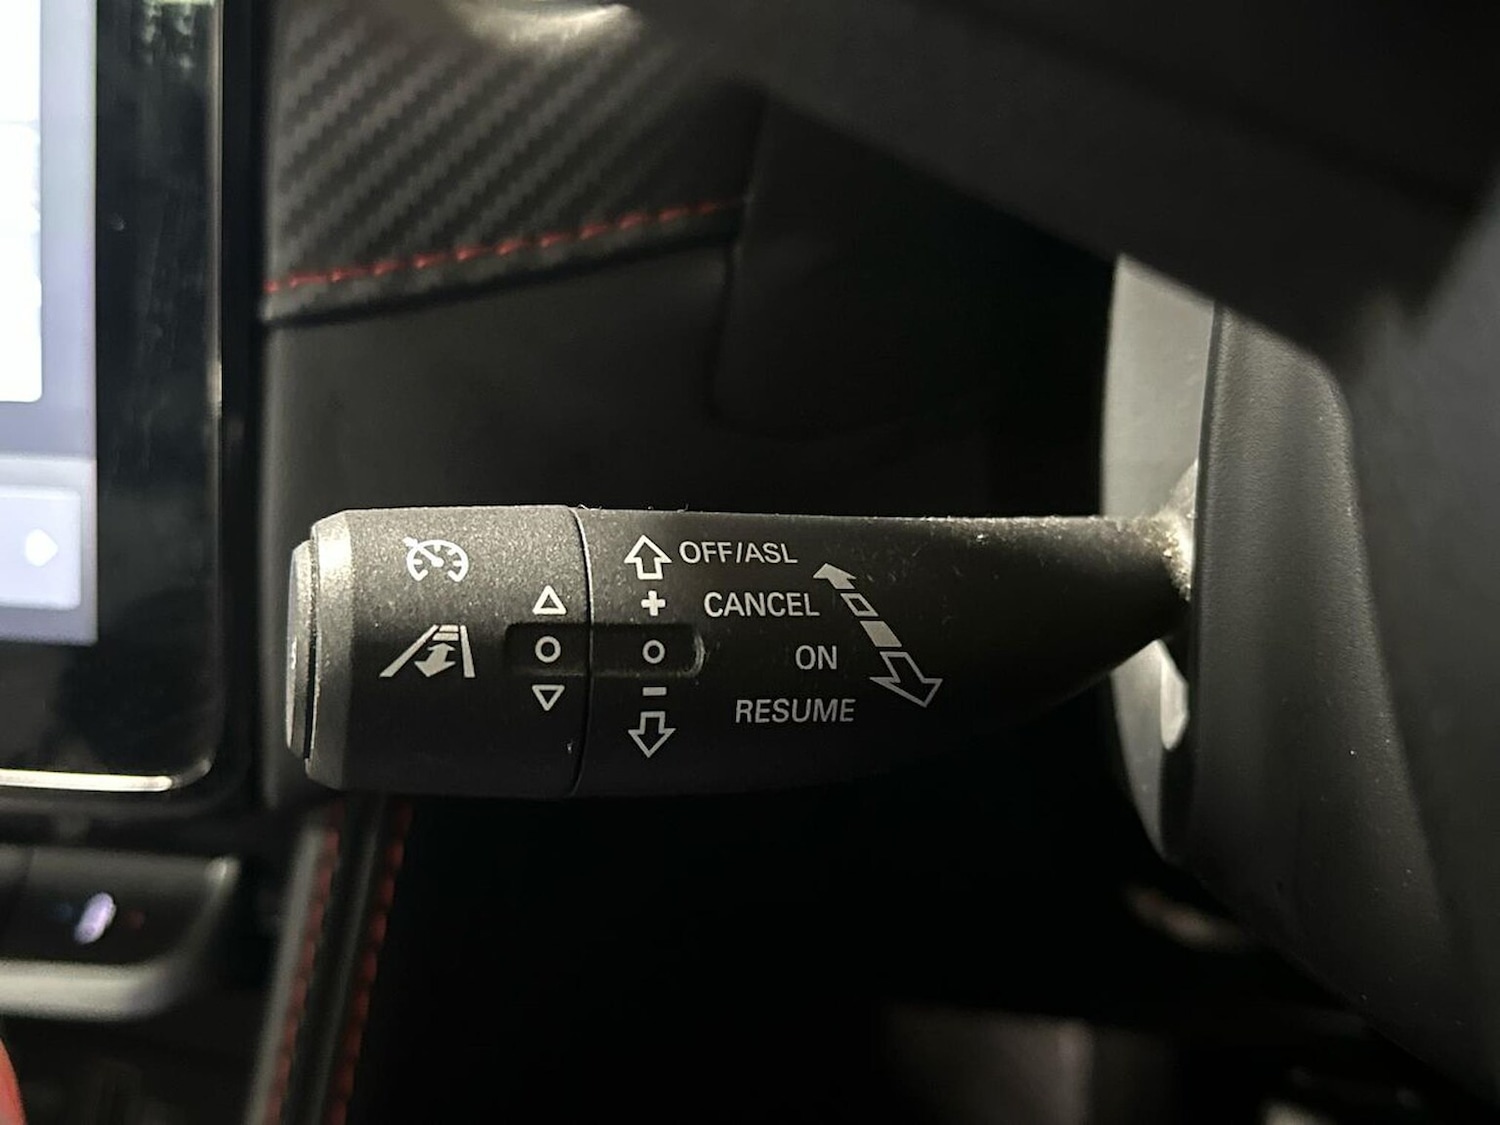 OFF/ASL
+ CANCEL
ON
- RESUME